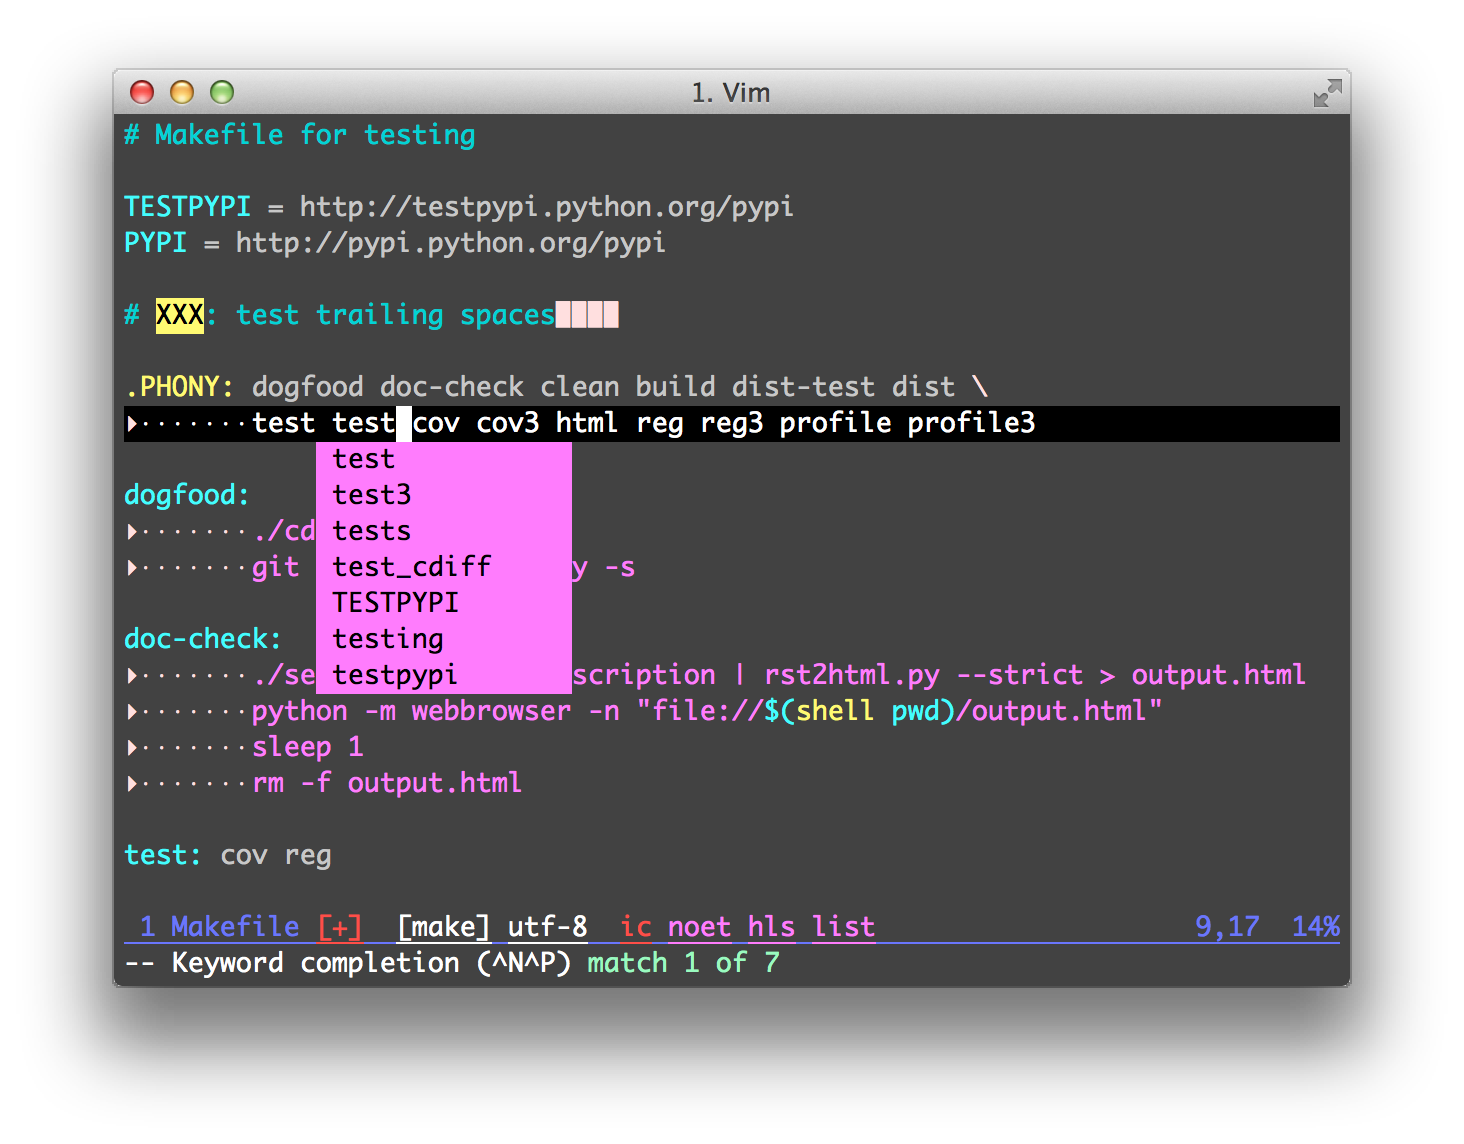 1. Vim
# Makefile for testing
TESTPYPI = http://testpypi.python.org/pypi
PYPI = http://pypi.python.org/pypi
# XXX: test trailing spaces
.PHONY: dogfood doc-check clean build dist-test dist \
test test cov cov3 html reg reg3 profile profile3
test
dogfood: test3
./cd tests
git test_cdiff y -s
TESTPYPI
doc-check: testing
./se testpypi scription | rst2html.py --strict > output.html
python -m webbrowser -n "file://$(shell pwd)/output.html"
sleep 1
rm -f output.html
test: cov reg
1 Makefile [+] [make] utf-8 ic noet hls list 9,17 14%
-- Keyword completion (^N^P) match 1 of 7